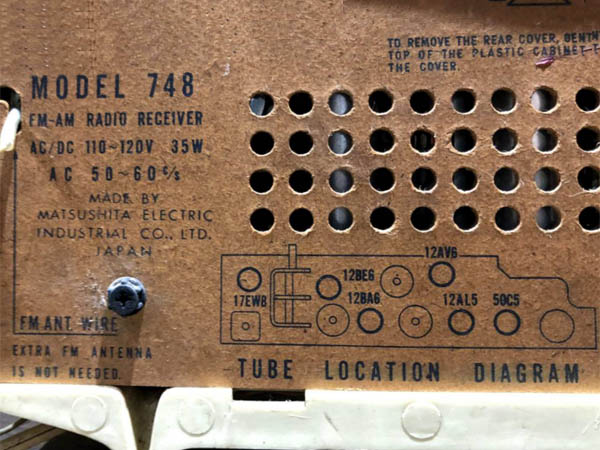 TO REMOVE THE REAR COVER, GENTH
TOP OF THE PLASTIC CABINET T
THE COVER.
MODEL 748
FM-AM RADIO RECEIVER
AC/DC 110~120V 35W
AC 50~60 c/s
MADE BY
MATSUSHITA ELECTRIC
INDUSTRIAL CO., LTD.
JAPAN
12AV6
12BE6
17EW8
12BA6
12AL5
50C5
FM ANT. WIRE
EXTRA FM ANTENNA
IS NOT NEEDED.
TUBE LOCATION DIAGRAM